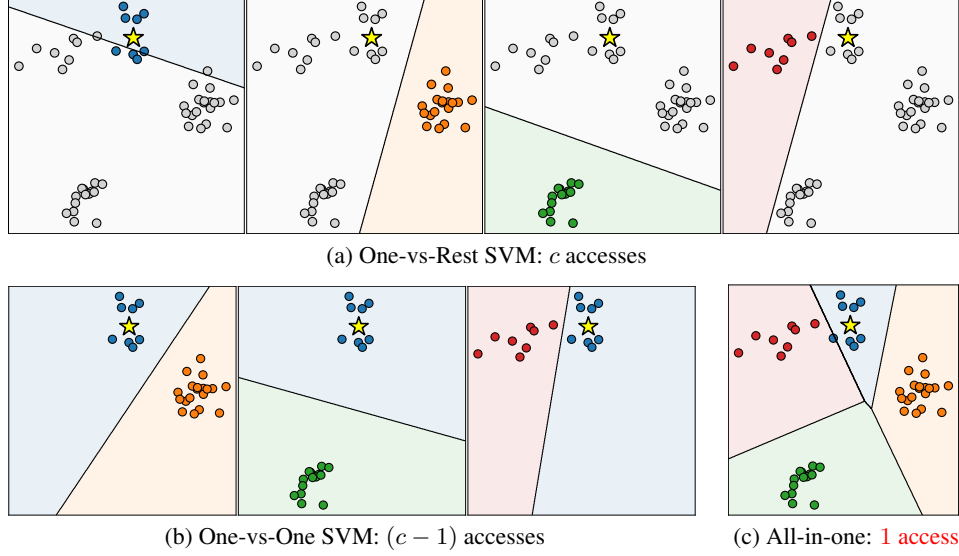 (a) One-vs-Rest SVM: c accesses
(b) One-vs-One SVM: (c − 1) accesses
(c) All-in-one: 1 access